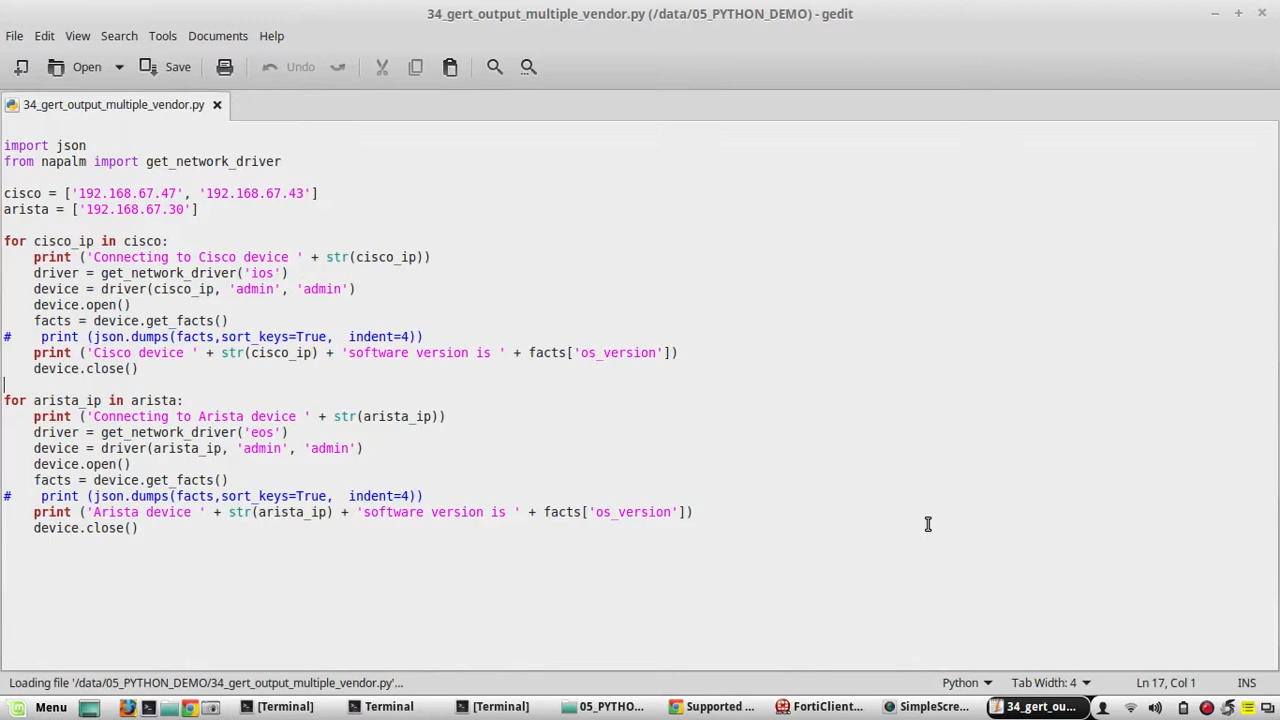 34_gert_output_multiple_vendor.py (/data/05_PYTHON_DEMO) - gedit
File Edit View Search Tools Documents Help
Open Save Undo
34_gert_output_multiple_vendor.py
import json
from napalm import get_network_driver
cisco = ['192.168.67.47', '192.168.67.43']
arista = ['192.168.67.30']
for cisco_ip in cisco:
    print ('Connecting to Cisco device ' + str(cisco_ip))
    driver = get_network_driver('ios')
    device = driver(cisco_ip, 'admin', 'admin')
    device.open()
    facts = device.get_facts()
#    print (json.dumps(facts,sort_keys=True,  indent=4))
    print ('Cisco device ' + str(cisco_ip) + 'software version is ' + facts['os_version'])
    device.close()
for arista_ip in arista:
    print ('Connecting to Arista device ' + str(arista_ip))
    driver = get_network_driver('eos')
    device = driver(arista_ip, 'admin', 'admin')
    device.open()
    facts = device.get_facts()
#    print (json.dumps(facts,sort_keys=True,  indent=4))
    print ('Arista device ' + str(arista_ip) + 'software version is ' + facts['os_version'])
    device.close()
Loading file '/data/05_PYTHON_DEMO/34_gert_output_multiple_vendor.py'... Python Tab Width: 4 Ln 17, Col 1 INS
Menu [Terminal] Terminal [Terminal] 05_PYTHO... Supported ... FortiClient... SimpleScre... 34_gert_ou...